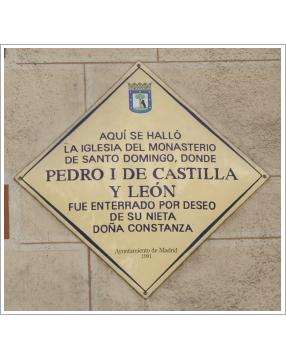 AQUÍ SE HALLÓ
LA IGLESIA DEL MONASTERIO
DE SANTO DOMINGO, DONDE
PEDRO I DE CASTILLA
Y LEÓN
FUE ENTERRADO POR DESEO
DE SU NIETA
DOÑA CONSTANZA
Ayuntamiento de Madrid
1991